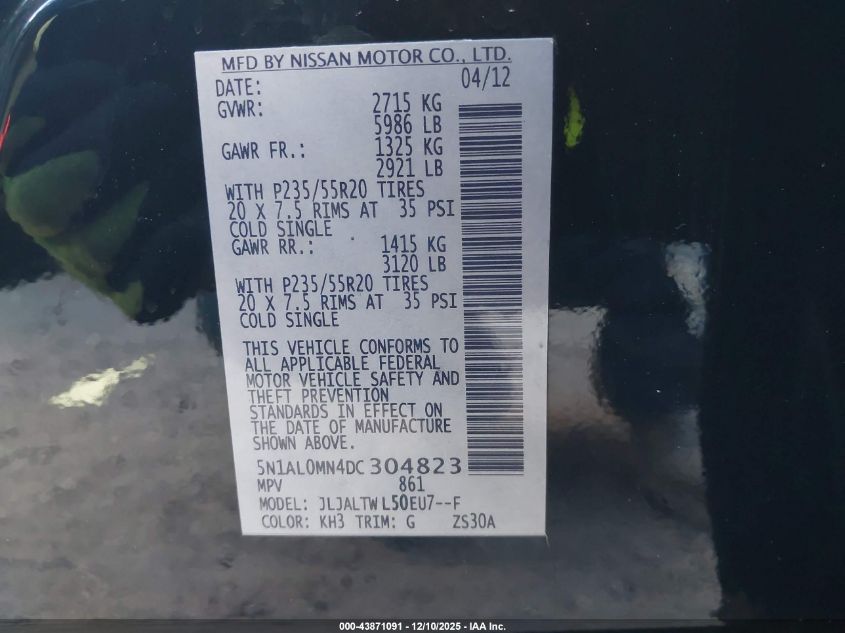 MFD BY NISSAN MOTOR CO., LTD.
DATE: 04/12
GVWR: 2715 KG
5986 LB
GAWR FR.: 1325 KG
2921 LB
WITH P235/55R20 TIRES
20 X 7.5 RIMS AT 35 PSI
COLD SINGLE
GAWR RR.: 1415 KG
3120 LB
WITH P235/55R20 TIRES
20 X 7.5 RIMS AT 35 PSI
COLD SINGLE
THIS VEHICLE CONFORMS TO
ALL APPLICABLE FEDERAL
MOTOR VEHICLE SAFETY AND
THEFT PREVENTION
STANDARDS IN EFFECT ON
THE DATE OF MANUFACTURE
SHOWN ABOVE.
5N1AL0MN4DC304823
MPV 861
MODEL: JLJALTWL50EU7--F
COLOR: KH3 TRIM: G ZS30A
000-43871091 - 12/10/2025 - IAA Inc.